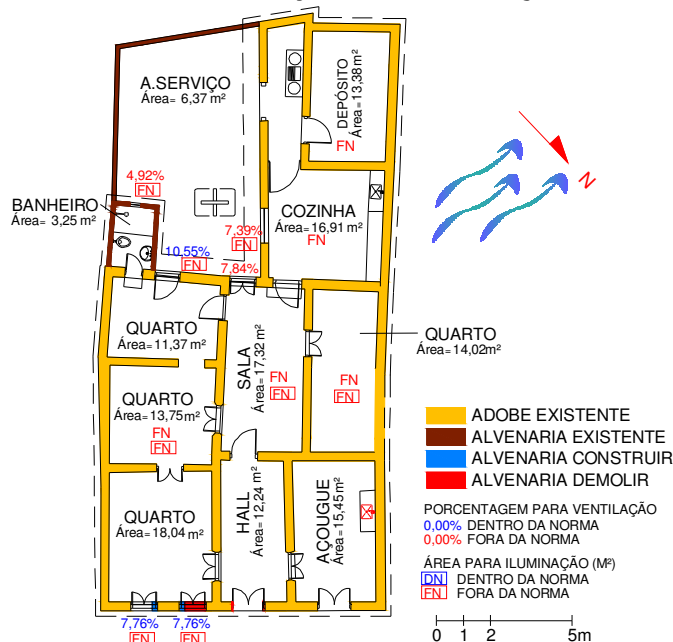 A.SERVIÇO
Área= 6,37 m²
DEPÓSITO
Área= 13,38 m²
FN
4,92%
FN
BANHEIRO
Área= 3,25 m²
COZINHA
Área= 16,91 m²
FN
7,39%
FN
10,55%
FN
7,84%
N
QUARTO
Área= 11,37 m²
SALA
Área= 17,32 m²
FN
FN
QUARTO
Área= 14,02m²
FN
FN
QUARTO
Área= 13,75m²
FN
FN
QUARTO
Área= 18,04 m²
HALL
Área= 12,24 m²
AÇOUGUE
Área= 15,45 m²
7,76%
FN
7,76%
FN
ADOBE EXISTENTE
ALVENARIA EXISTENTE
ALVENARIA CONSTRUIR
ALVENARIA DEMOLIR
PORCENTAGEM PARA VENTILAÇÃO
0,00% DENTRO DA NORMA
0,00% FORA DA NORMA
ÁREA PARA ILUMINAÇÃO (M²)
DN DENTRO DA NORMA
FN FORA DA NORMA
0 1 2 5m